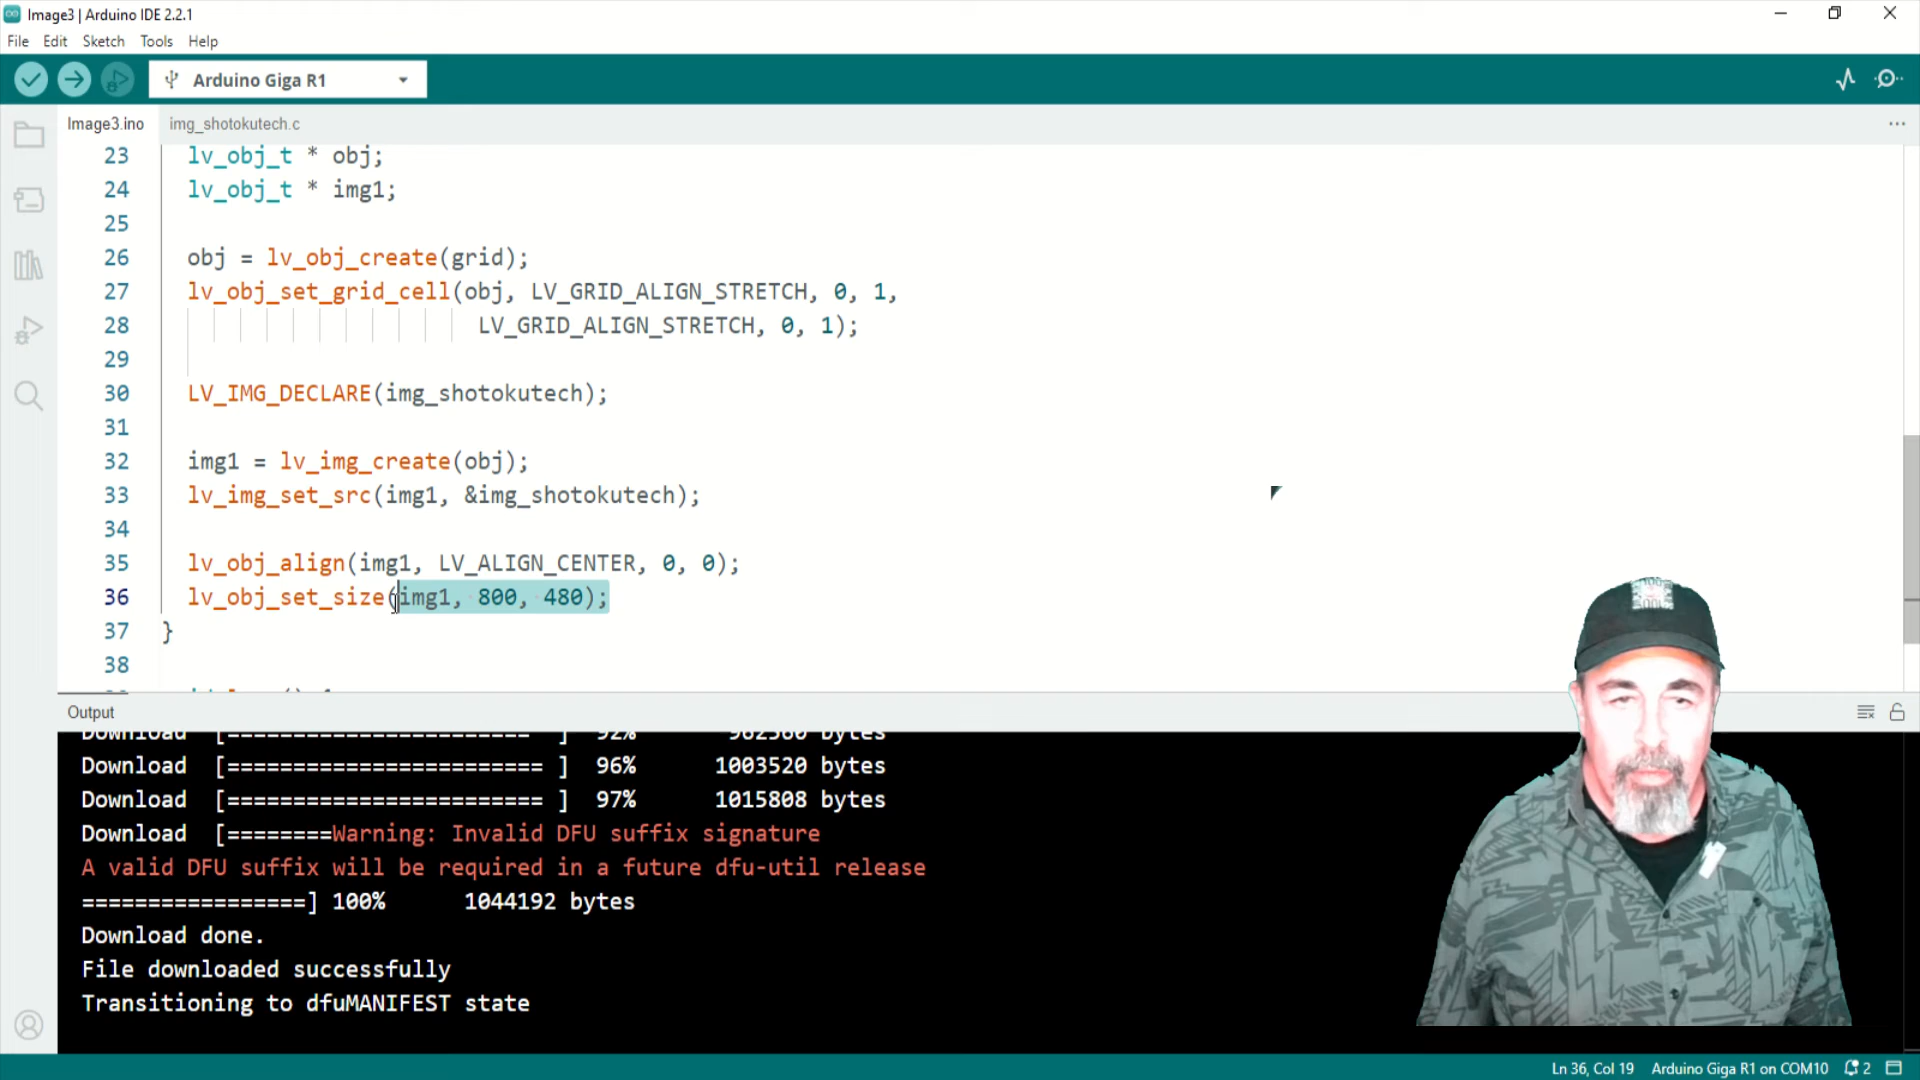 Image3 | Arduino IDE 2.2.1
File Edit Sketch Tools Help
Arduino Giga R1
Image3.ino img_shotokutech.c
23 lv_obj_t * obj;
24 lv_obj_t * img1;
25
26 obj = lv_obj_create(grid);
27 lv_obj_set_grid_cell(obj, LV_GRID_ALIGN_STRETCH, 0, 1,
28 LV_GRID_ALIGN_STRETCH, 0, 1);
29
30 LV_IMG_DECLARE(img_shotokutech);
31
32 img1 = lv_img_create(obj);
33 lv_img_set_src(img1, &img_shotokutech);
34
35 lv_obj_align(img1, LV_ALIGN_CENTER, 0, 0);
36 lv_obj_set_size(img1, 800, 480);
37 }
38
Output
Download [======================= ] 92% 962560 bytes
Download [======================== ] 96% 1003520 bytes
Download [======================== ] 97% 1015808 bytes
Download [========Warning: Invalid DFU suffix signature
A valid DFU suffix will be required in a future dfu-util release
=================] 100% 1044192 bytes
Download done.
File downloaded successfully
Transitioning to dfuMANIFEST state
Ln 36, Col 19 Arduino Giga R1 on COM10 2